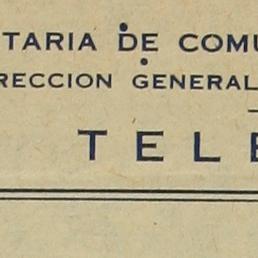 TARIA DE COMU
RECCION GENERAL
TELE